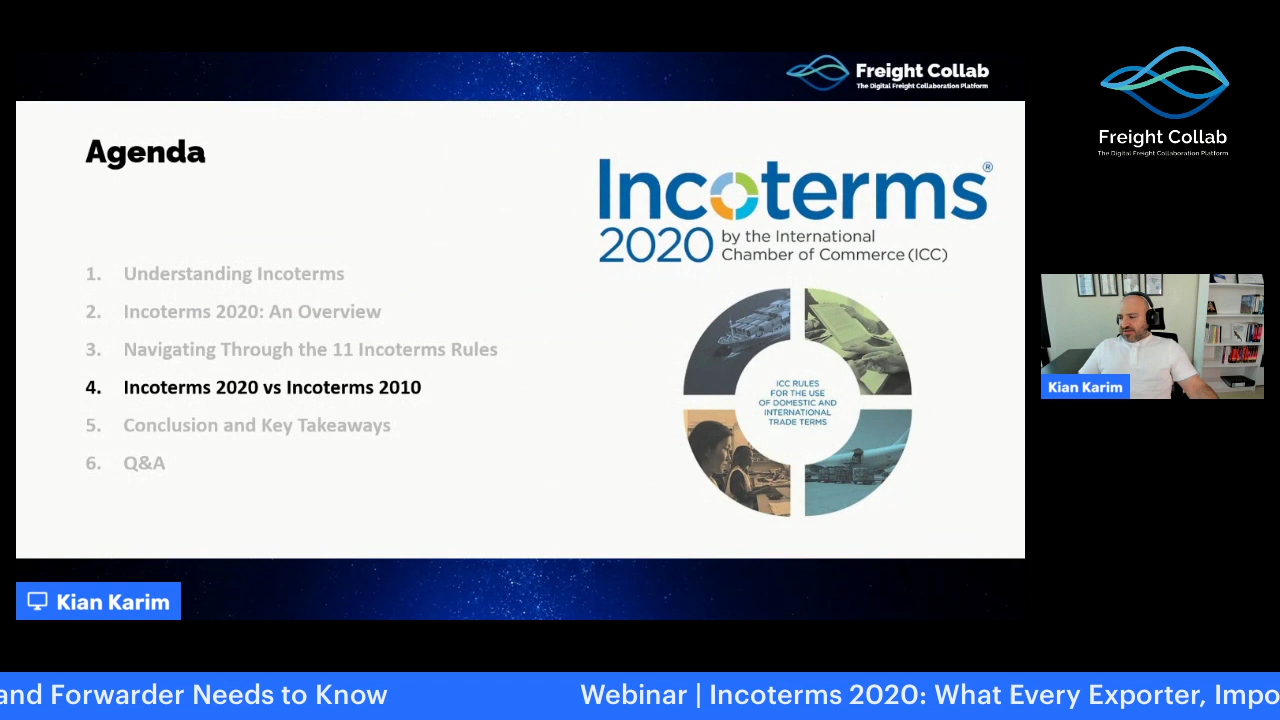 Freight Collab
The Digital Freight Collaboration Platform
Agenda
1. Understanding Incoterms
2. Incoterms 2020: An Overview
3. Navigating Through the 11 Incoterms Rules
4. Incoterms 2020 vs Incoterms 2010
5. Conclusion and Key Takeaways
6. Q&A
Incoterms®
2020 by the International
Chamber of Commerce (ICC)
ICC RULES
FOR THE USE
OF DOMESTIC AND
INTERNATIONAL
TRADE TERMS
Kian Karim
Freight Collab
The Digital Freight Collaboration Platform
Kian Karim
and Forwarder Needs to Know
Webinar | Incoterms 2020: What Every Exporter, Impo